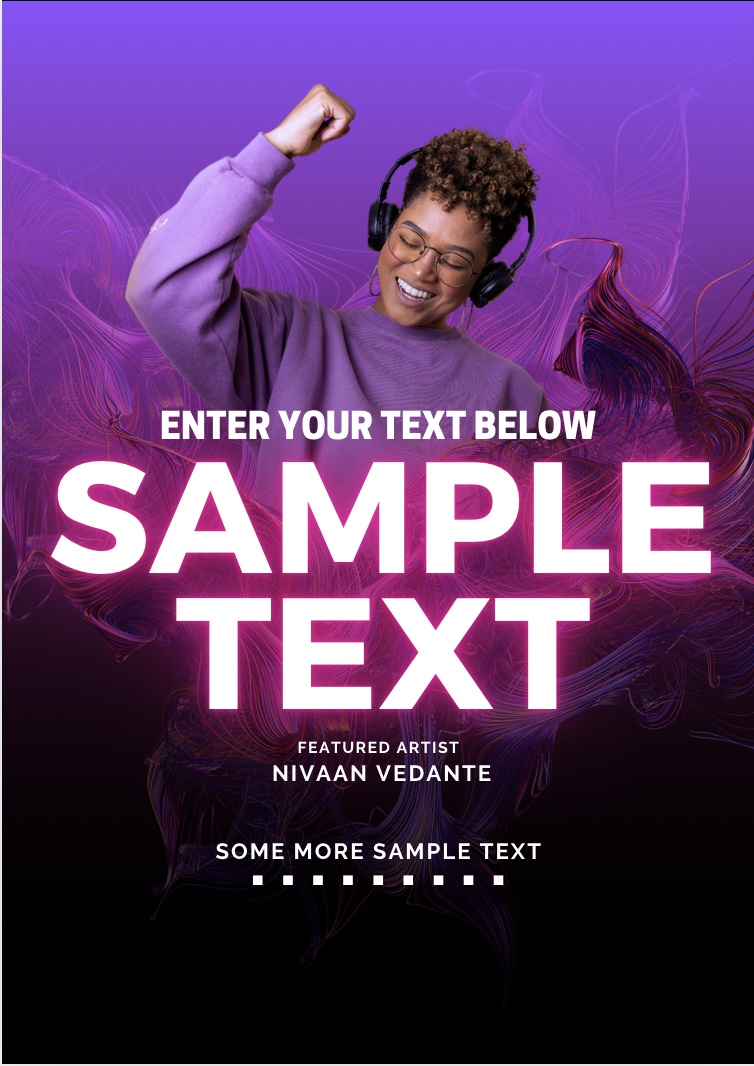 ENTER YOUR TEXT BELOW
SAMPLE
TEXT
FEATURED ARTIST
NIVAAN VEDANTE
SOME MORE SAMPLE TEXT